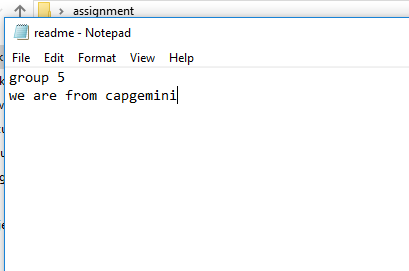 assignment
readme - Notepad
File Edit Format View Help
group 5
we are from capgemini